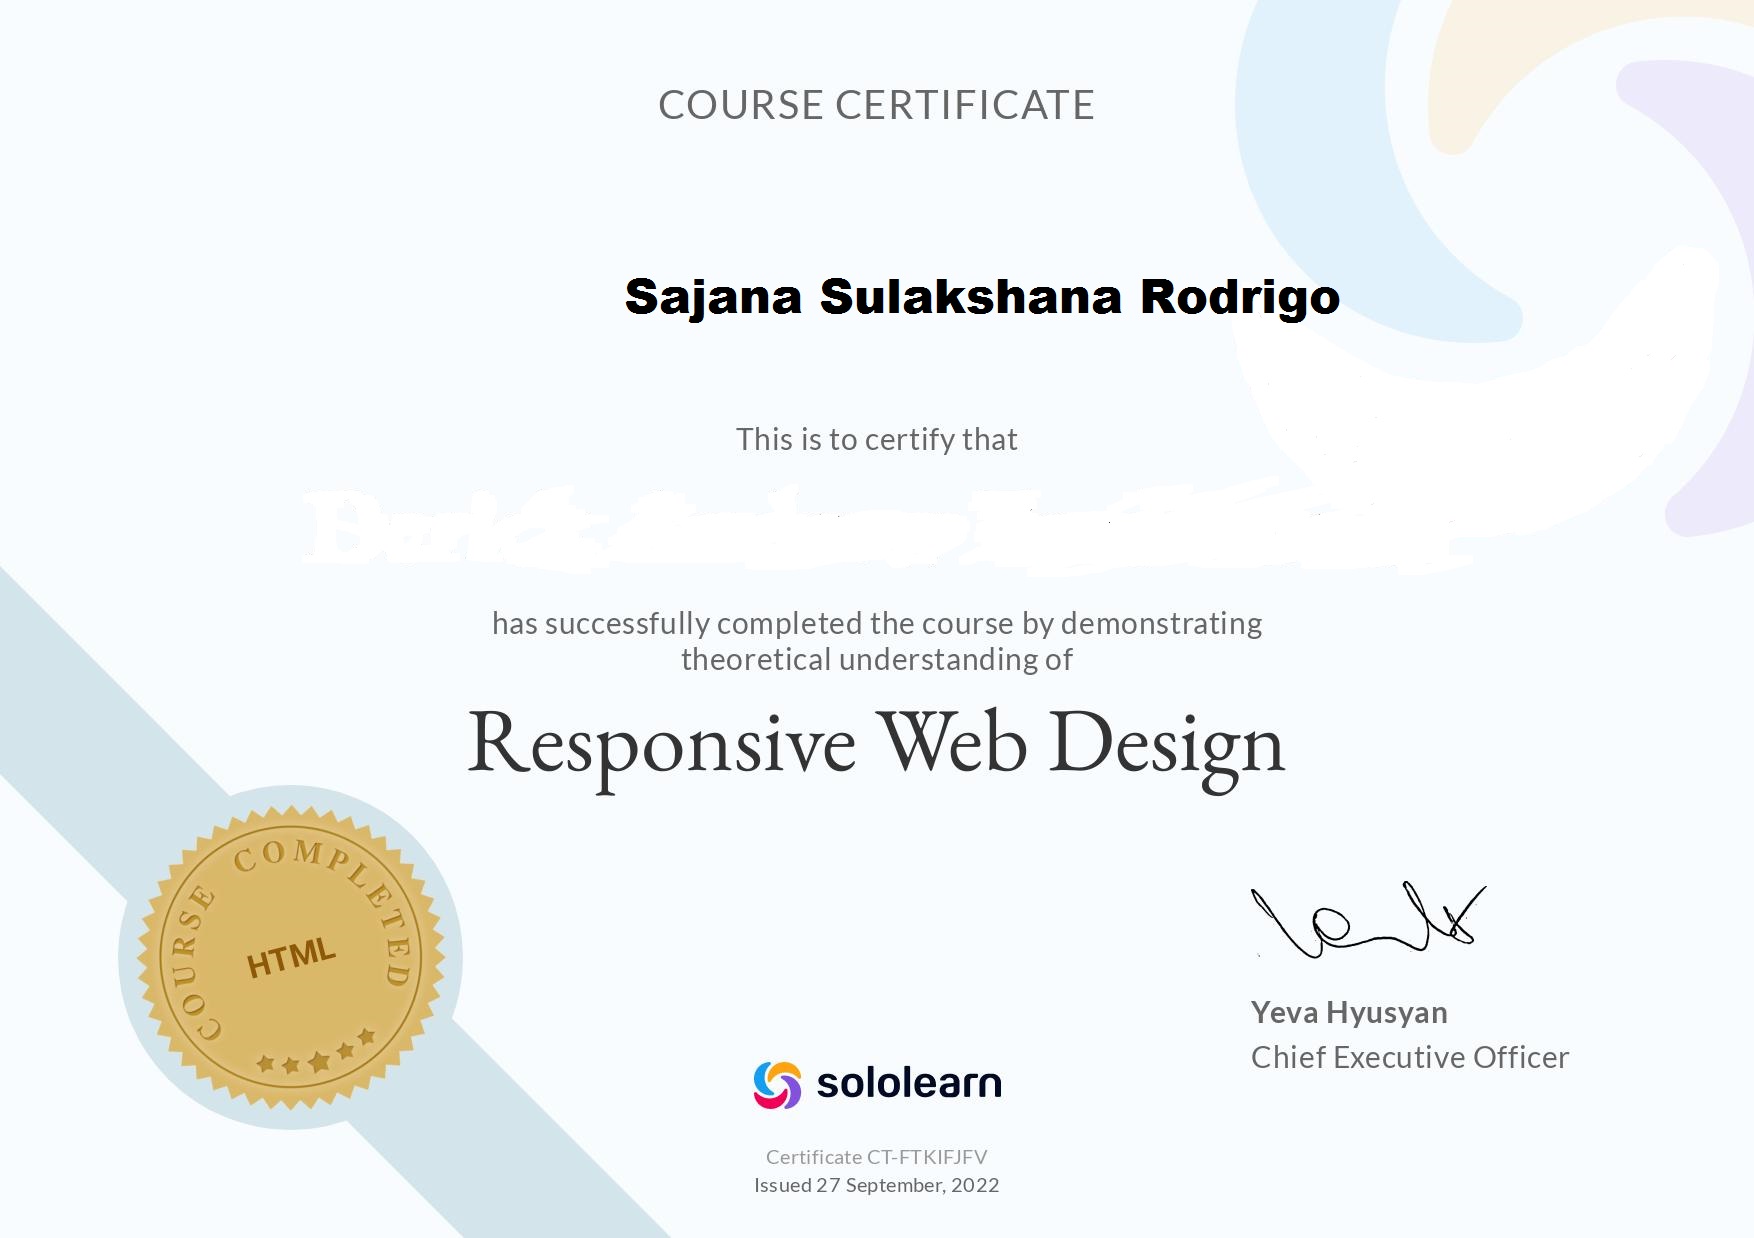 COURSE CERTIFICATE
Sajana Sulakshana Rodrigo
This is to certify that
has successfully completed the course by demonstrating
theoretical understanding of
Responsive Web Design
COURSE COMPLETED
HTML
Yeva Hyusyan
Chief Executive Officer
sololearn
Certificate CT-FTKIFJFV
Issued 27 September, 2022